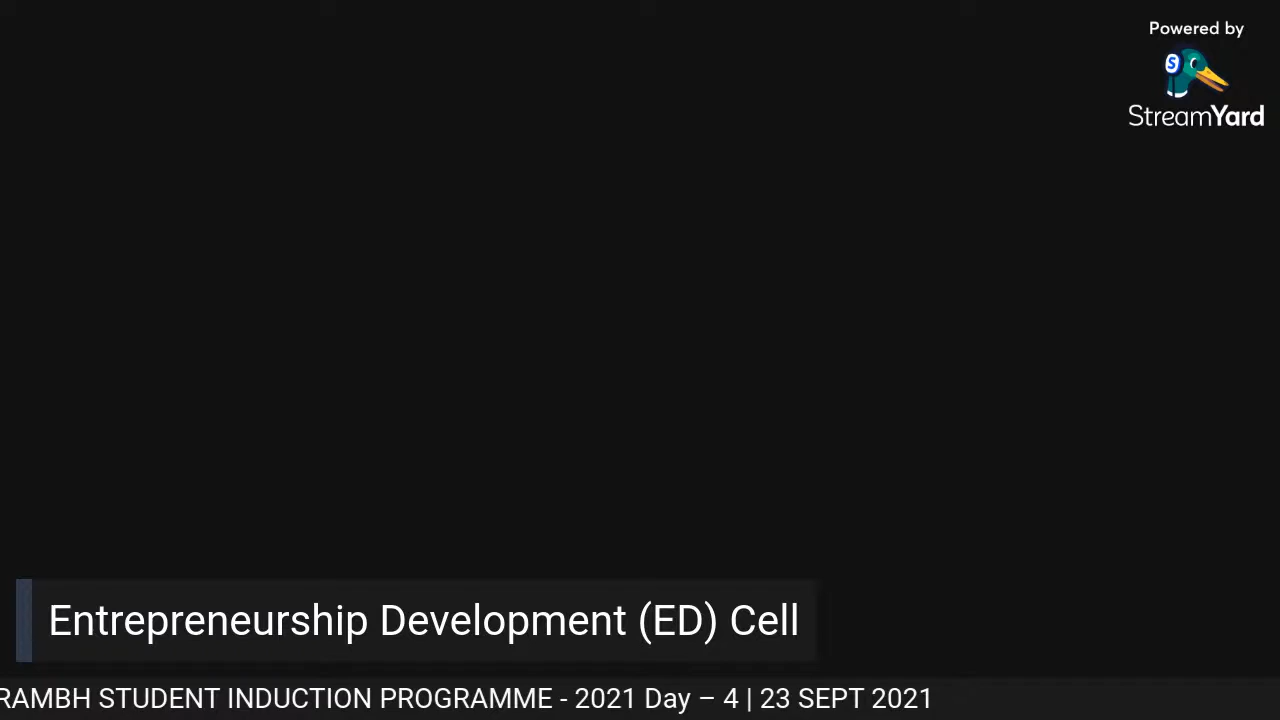 Powered by
StreamYard
Entrepreneurship Development (ED) Cell
RAMBH STUDENT INDUCTION PROGRAMME - 2021 Day – 4 | 23 SEPT 2021